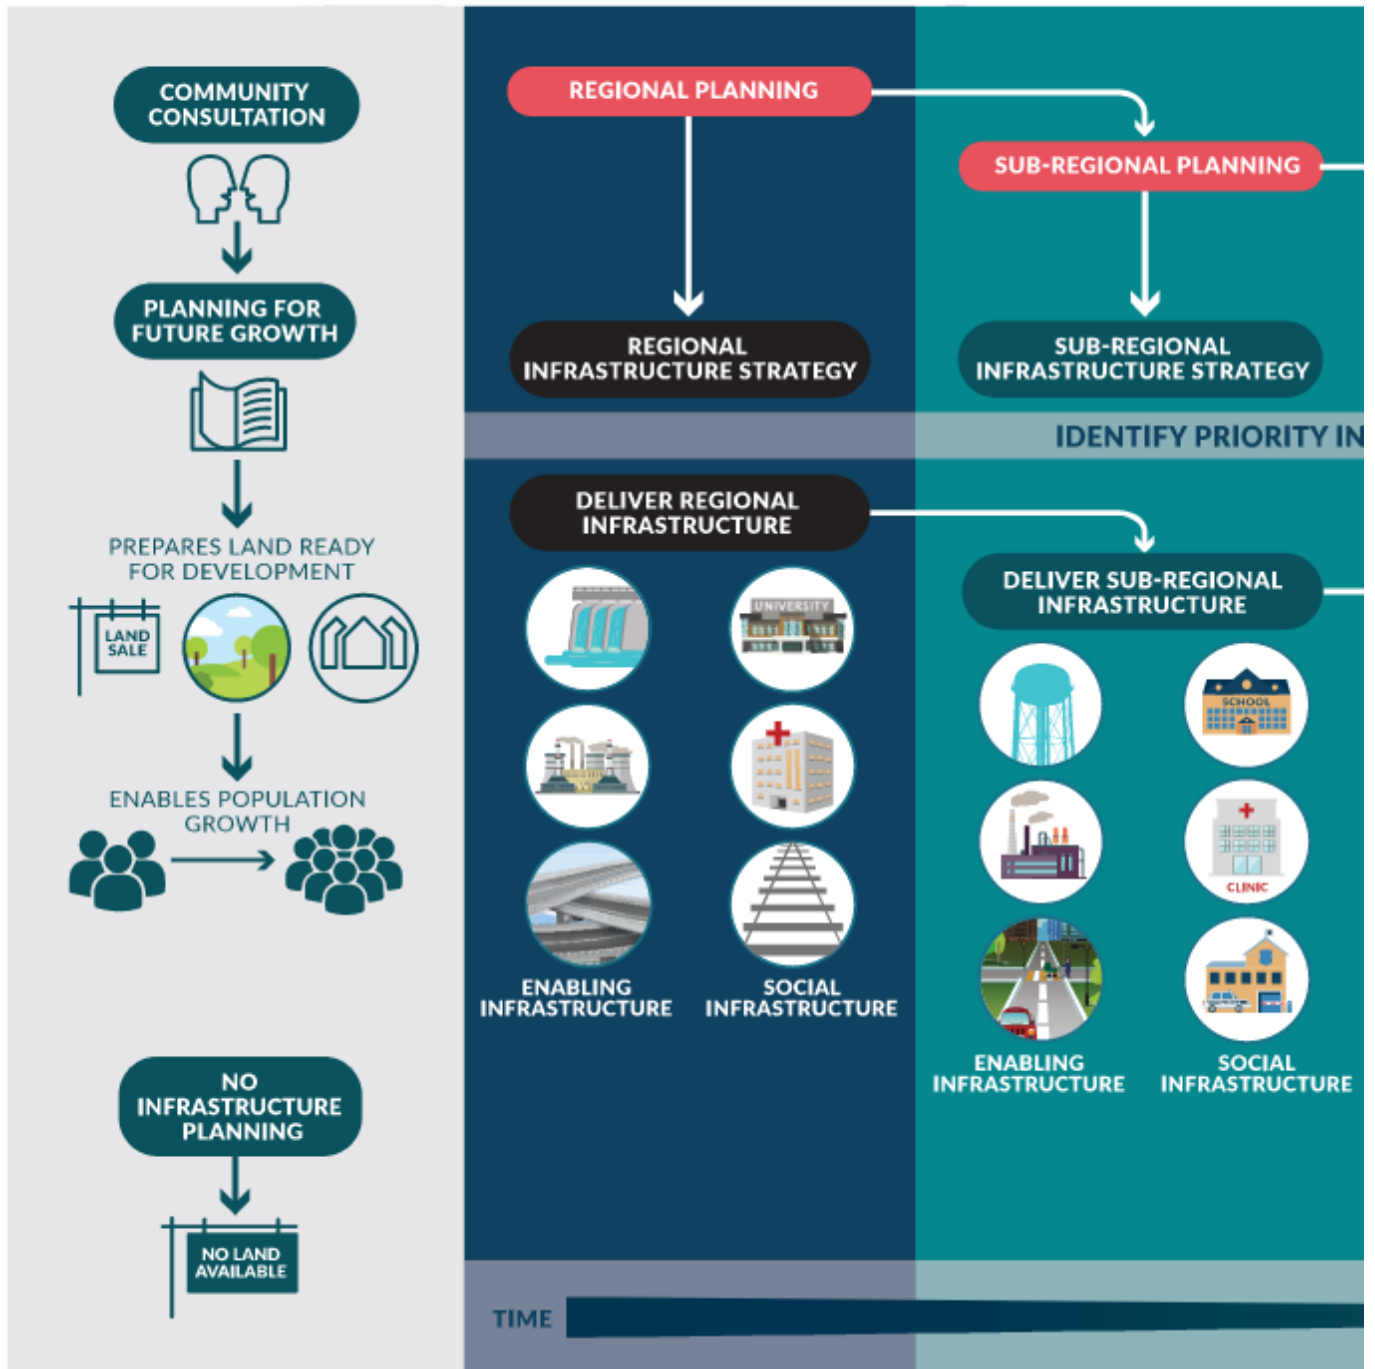 COMMUNITY
CONSULTATION
PLANNING FOR
FUTURE GROWTH
PREPARES LAND READY
FOR DEVELOPMENT
LAND
SALE
ENABLES POPULATION
GROWTH
NO
INFRASTRUCTURE
PLANNING
NO LAND
AVAILABLE
REGIONAL PLANNING
SUB-REGIONAL PLANNING
REGIONAL
INFRASTRUCTURE STRATEGY
SUB-REGIONAL
INFRASTRUCTURE STRATEGY
IDENTIFY PRIORITY IN
DELIVER REGIONAL
INFRASTRUCTURE
UNIVERSITY
ENABLING
INFRASTRUCTURE
SOCIAL
INFRASTRUCTURE
DELIVER SUB-REGIONAL
INFRASTRUCTURE
SCHOOL
CLINIC
ENABLING
INFRASTRUCTURE
SOCIAL
INFRASTRUCTURE
TIME